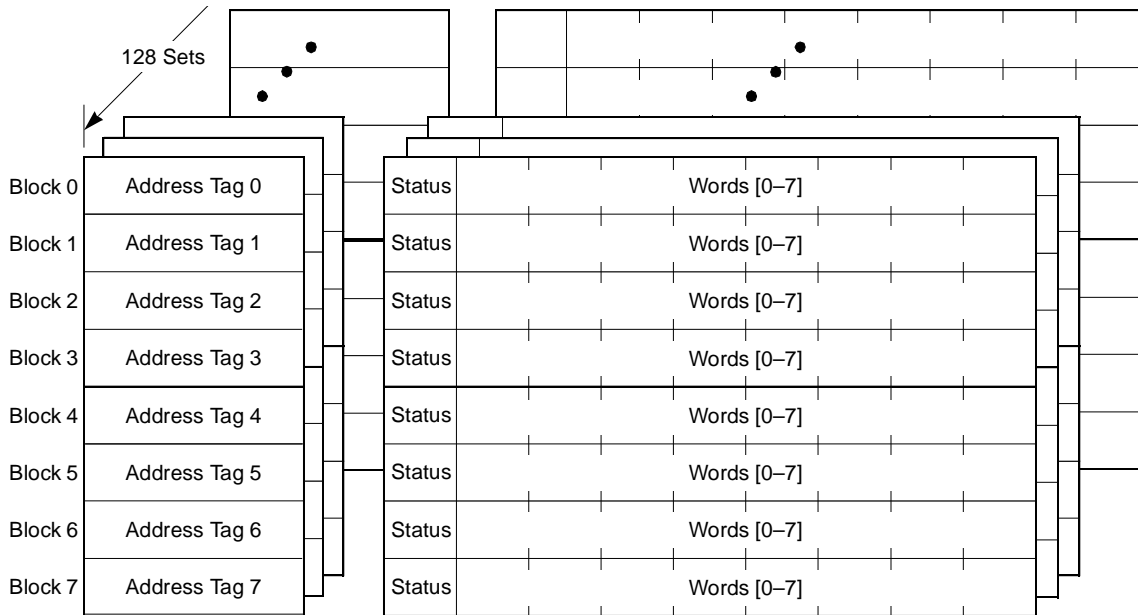 128 Sets
Block 0 Address Tag 0 Status Words [0–7]
Block 1 Address Tag 1 Status Words [0–7]
Block 2 Address Tag 2 Status Words [0–7]
Block 3 Address Tag 3 Status Words [0–7]
Block 4 Address Tag 4 Status Words [0–7]
Block 5 Address Tag 5 Status Words [0–7]
Block 6 Address Tag 6 Status Words [0–7]
Block 7 Address Tag 7 Status Words [0–7]